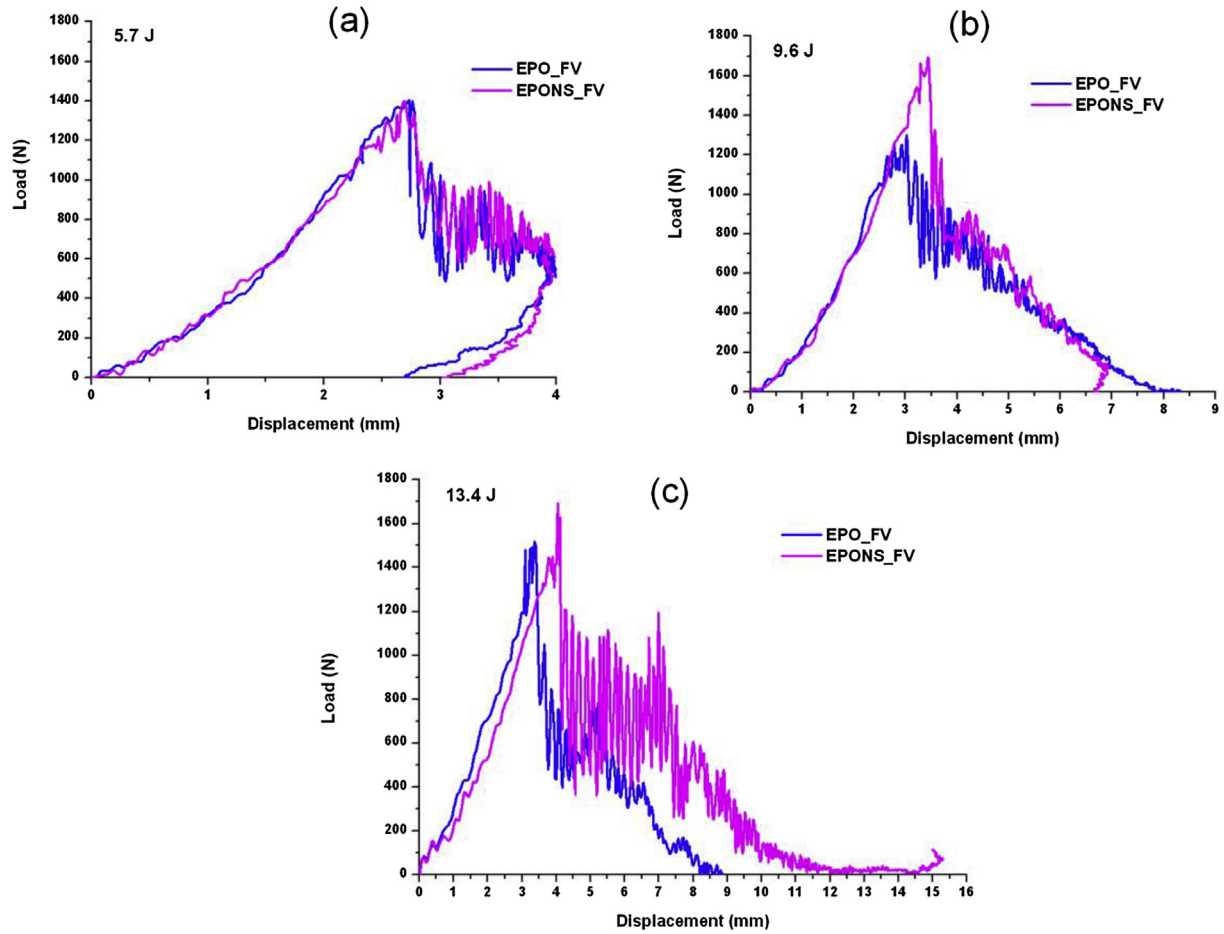 (a)
5.7 J
EPO_FV
EPONS_FV
1800
1600
1400
1200
1000
800
600
400
200
0
Load (N)
0 1 2 3 4
Displacement (mm)
(b)
9.6 J
EPO_FV
EPONS_FV
1800
1600
1400
1200
1000
800
600
400
200
0
Load (N)
0 1 2 3 4 5 6 7 8 9
Displacement (mm)
(c)
13.4 J
EPO_FV
EPONS_FV
1800
1600
1400
1200
1000
800
600
400
200
0
Load (N)
0 1 2 3 4 5 6 7 8 9 10 11 12 13 14 15 16
Displacement (mm)